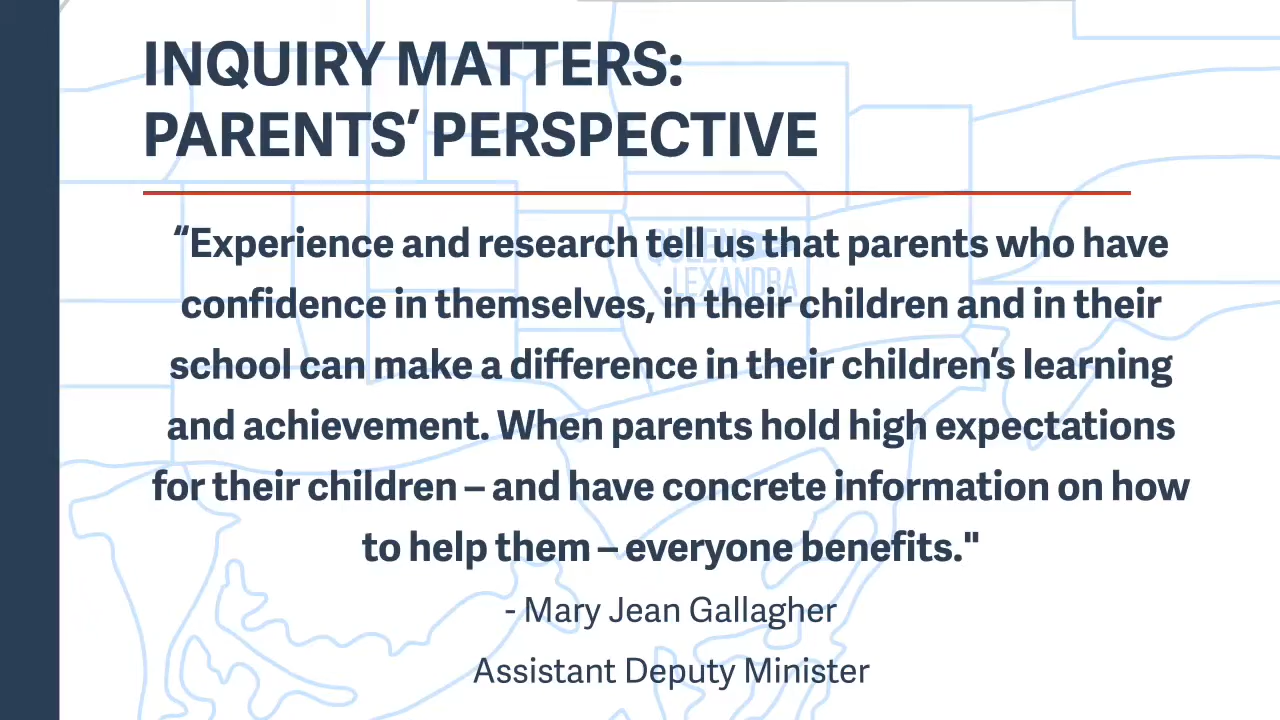 INQUIRY MATTERS:
PARENTS’ PERSPECTIVE
“Experience and research tell us that parents who have
confidence in themselves, in their children and in their
school can make a difference in their children’s learning
and achievement. When parents hold high expectations
for their children – and have concrete information on how
to help them – everyone benefits."
- Mary Jean Gallagher
Assistant Deputy Minister
QUEEN
LEXANDRA